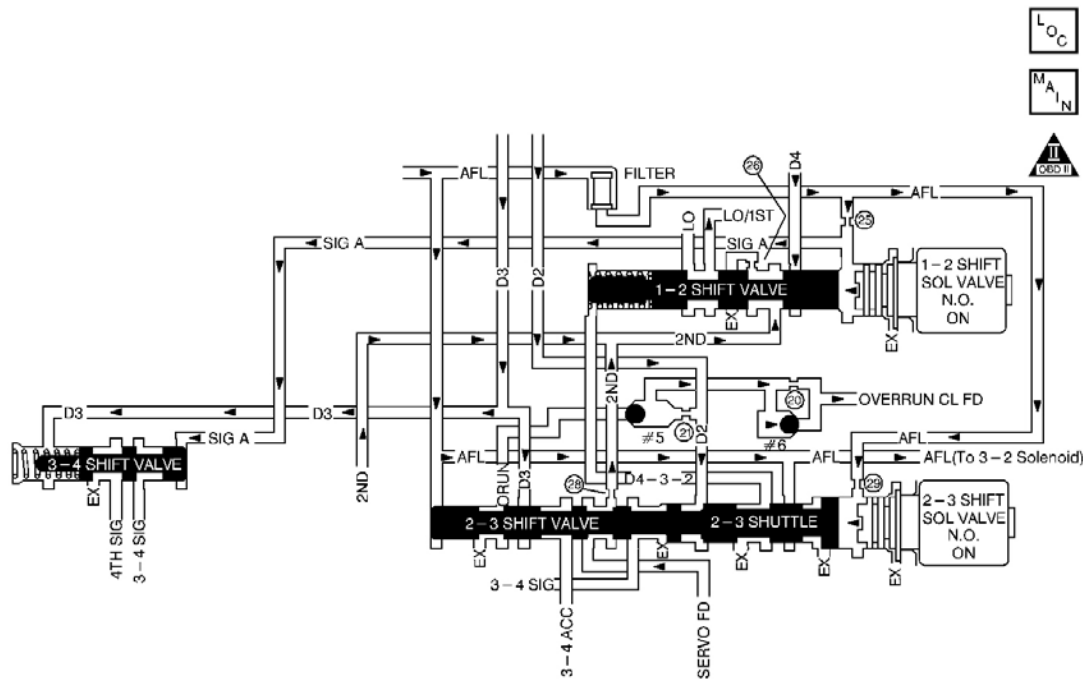 LOC
MAIN
II
OBD II
AFL
FILTER
26
D4
AFL
LO
LO/1ST
25
SIG A
SIG A
D3
D2
1-2 SHIFT VALVE
1-2 SHIFT
SOL VALVE
N.O.
ON
EX
EX
2ND
2ND
D3
D3
20
OVERRUN CL FD
SIG A
#5
21
D2
#6
AFL
3-4 SHIFT VALVE
2ND
AFL
ORUN
D3
D4-3-2
AFL
AFL(To 3-2 Solenoid)
EX
28
29
4TH SIG
3-4 SIG
2-3 SHIFT VALVE
2-3 SHUTTLE
2-3 SHIFT
SOL VALVE
N.O.
ON
EX
EX
EX
EX
EX
3-4 SIG
3-4 ACC
SERVO FD